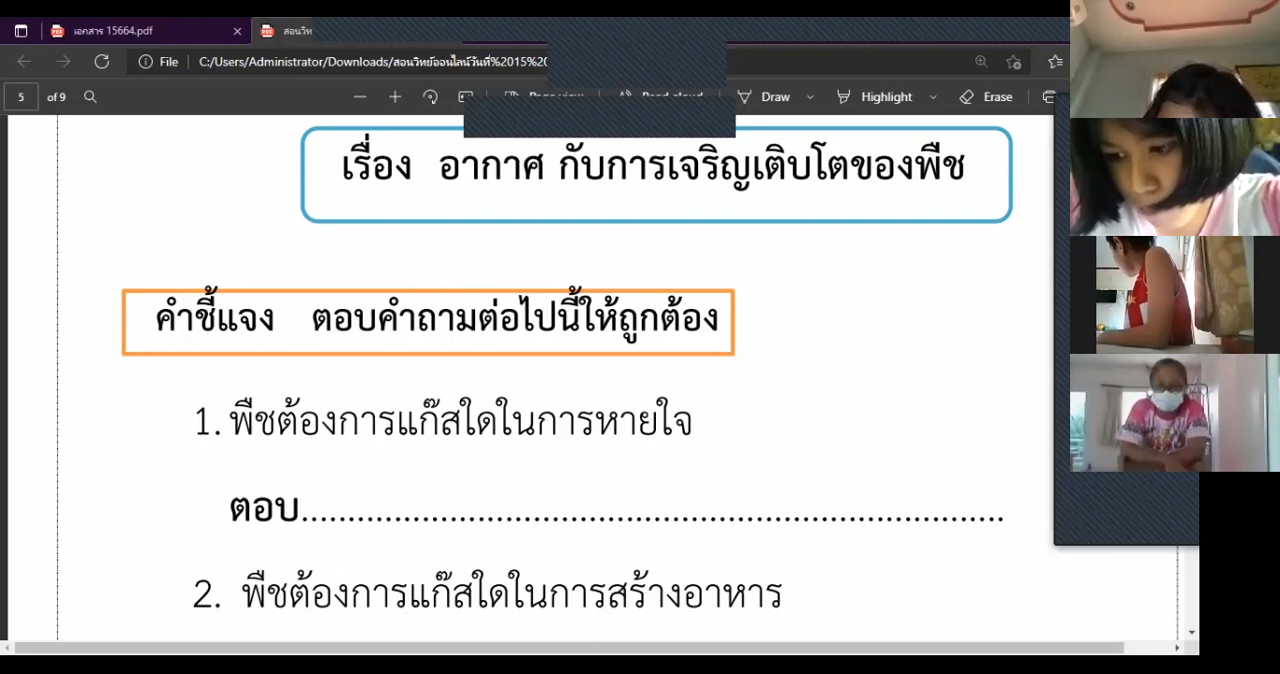 เอกสาร 15664.pdf
สอนวิท
File C:/Users/Administrator/Downloads/สอนวิทย์ออนไลน์วันที่%2015%20
5 of 9
Draw Highlight Erase
เรื่อง อากาศ กับการเจริญเติบโตของพืช
คำชี้แจง ตอบคำถามต่อไปนี้ให้ถูกต้อง
1. พืชต้องการแก๊สใดในการหายใจ
ตอบ...........................................................................
2. พืชต้องการแก๊สใดในการสร้างอาหาร